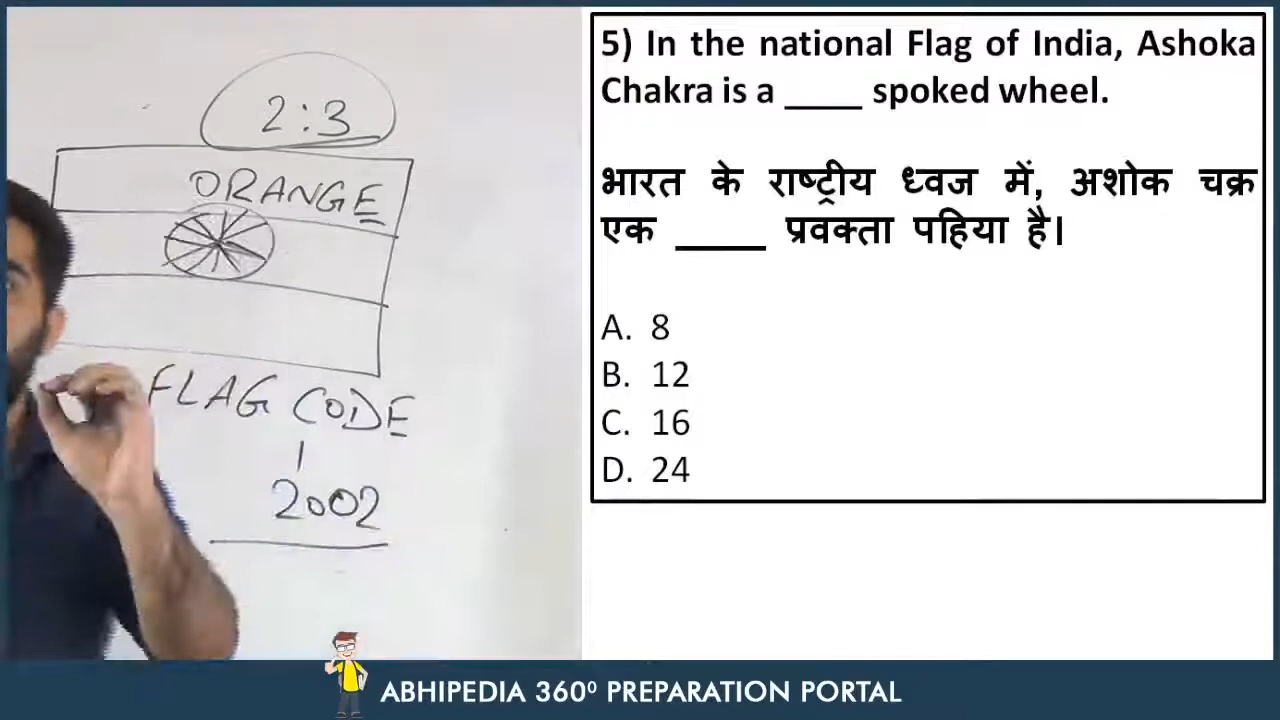 2:3
ORANGE
FLAG CODE
2002
5) In the national Flag of India, Ashoka
Chakra is a ____ spoked wheel.
भारत के राष्ट्रीय ध्वज में, अशोक चक्र
एक ____ प्रवक्ता पहिया है।
A. 8
B. 12
C. 16
D. 24
ABHIPEDIA 360⁰ PREPARATION PORTAL